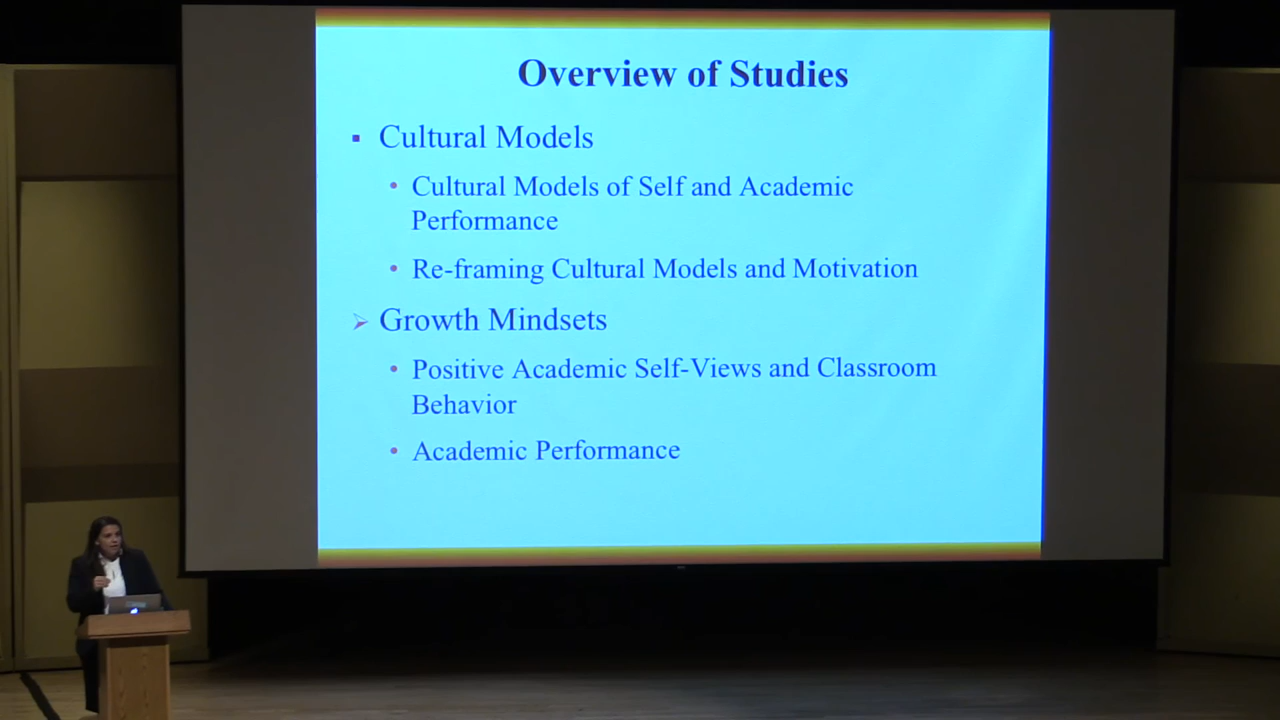 Overview of Studies
Cultural Models
Cultural Models of Self and Academic
Performance
Re-framing Cultural Models and Motivation
Growth Mindsets
Positive Academic Self-Views and Classroom
Behavior
Academic Performance